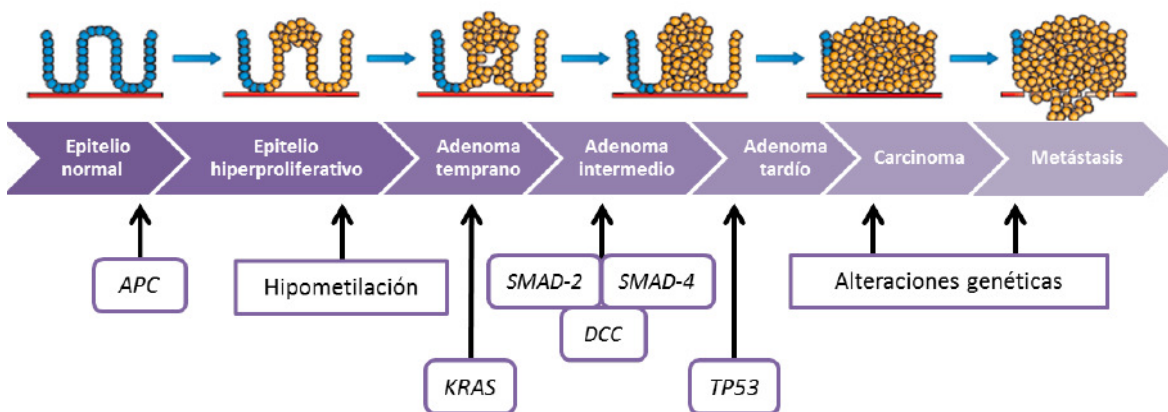 Epitelio
normal
Epitelio
hiperproliferativo
Adenoma
temprano
Adenoma
intermedio
Adenoma
tardío
Carcinoma
Metástasis
APC
Hipometilación
SMAD-2
SMAD-4
DCC
Alteraciones genéticas
KRAS
TP53